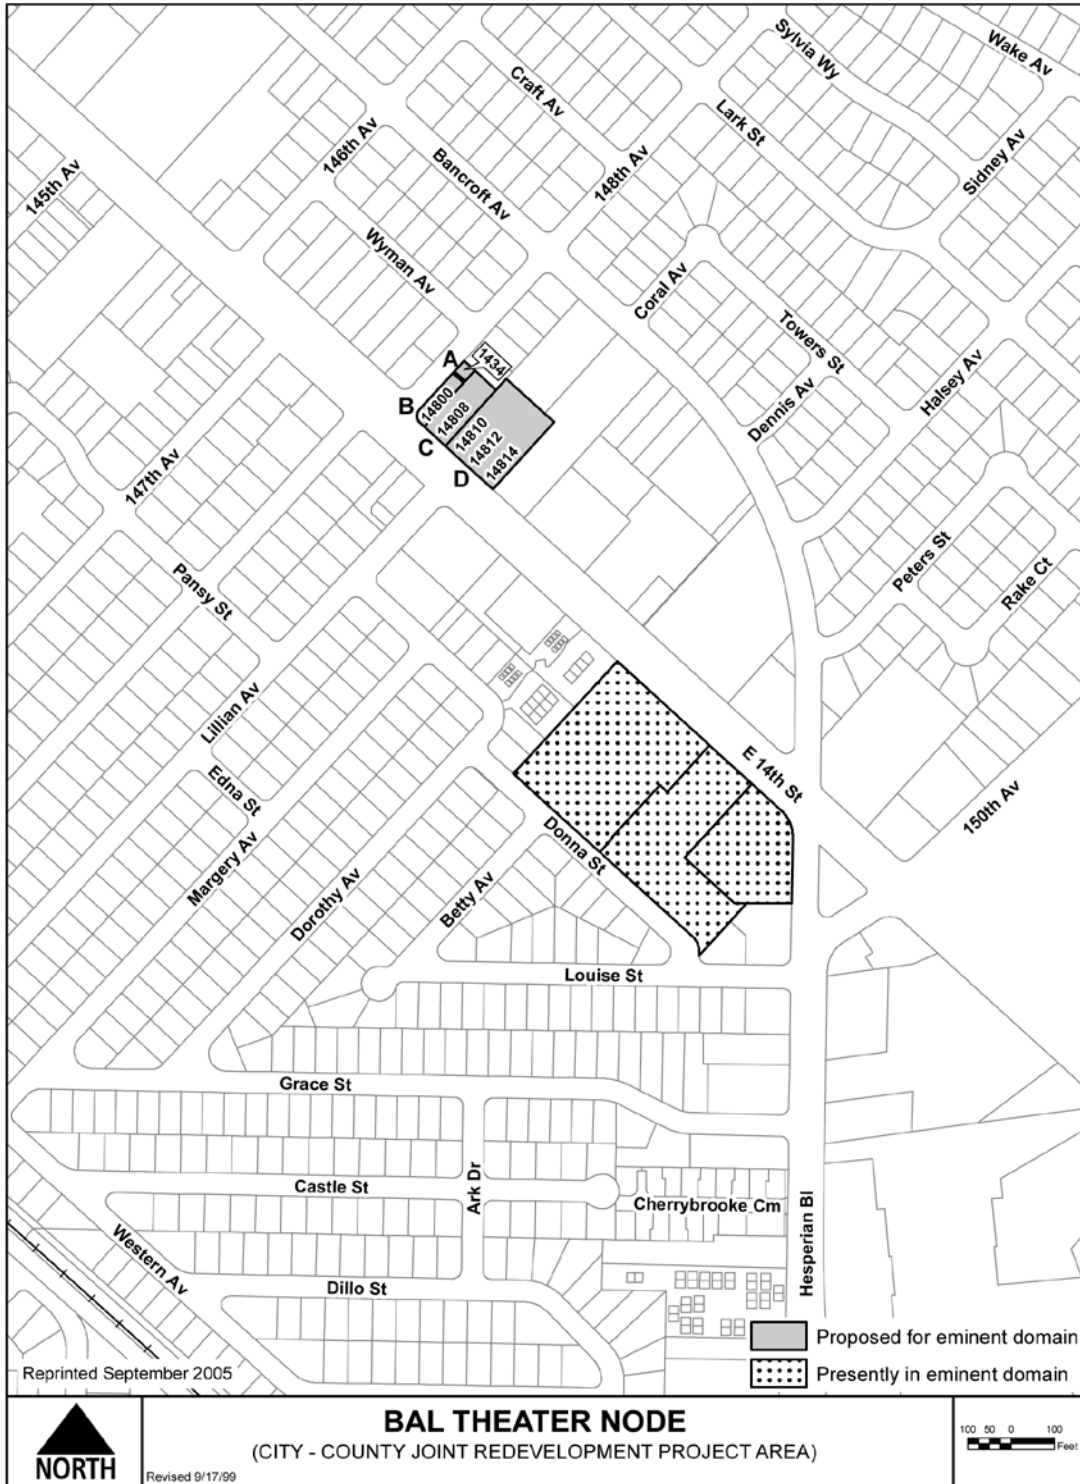 Sylvia Wy
Wake Av
Craft Av
Lark St
146th Av
Bancroft Av
148th Av
Sidney Av
145th Av
Wyman Av
Coral Av
Towers St
Halsey Av
Dennis Av
A
1434
B
14800
14808
C
14810
14812
D
14814
147th Av
Pansy St
Peters St
Rake Ct
Lillian Av
Edna St
E 14th St
150th Av
Margery Av
Donna St
Dorothy Av
Betty Av
Louise St
Grace St
Castle St
Ark Dr
Cherrybrooke Cm
Hesperian Bl
Western Av
Dillo St
Proposed for eminent domain
Presently in eminent domain
Reprinted September 2005
NORTH
Revised 9/17/99
BAL THEATER NODE
(CITY - COUNTY JOINT REDEVELOPMENT PROJECT AREA)
100 50 0 100
Feet